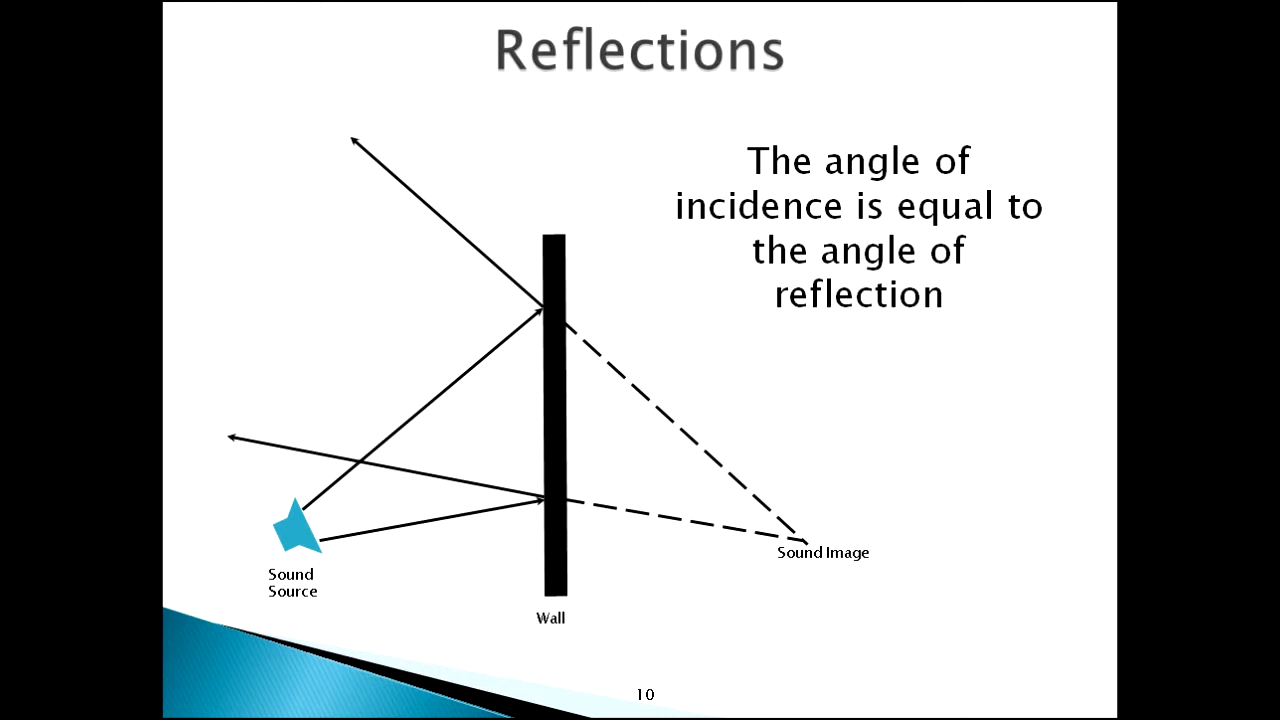 Reflections
The angle of
incidence is equal to
the angle of
reflection
Sound Image
Sound
Source
Wall
10